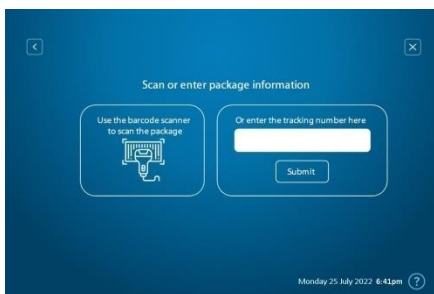 Scan or enter package information
Use the barcode scanner
to scan the package
Or enter the tracking number here
Submit
Monday 25 July 2022 6:41pm ?